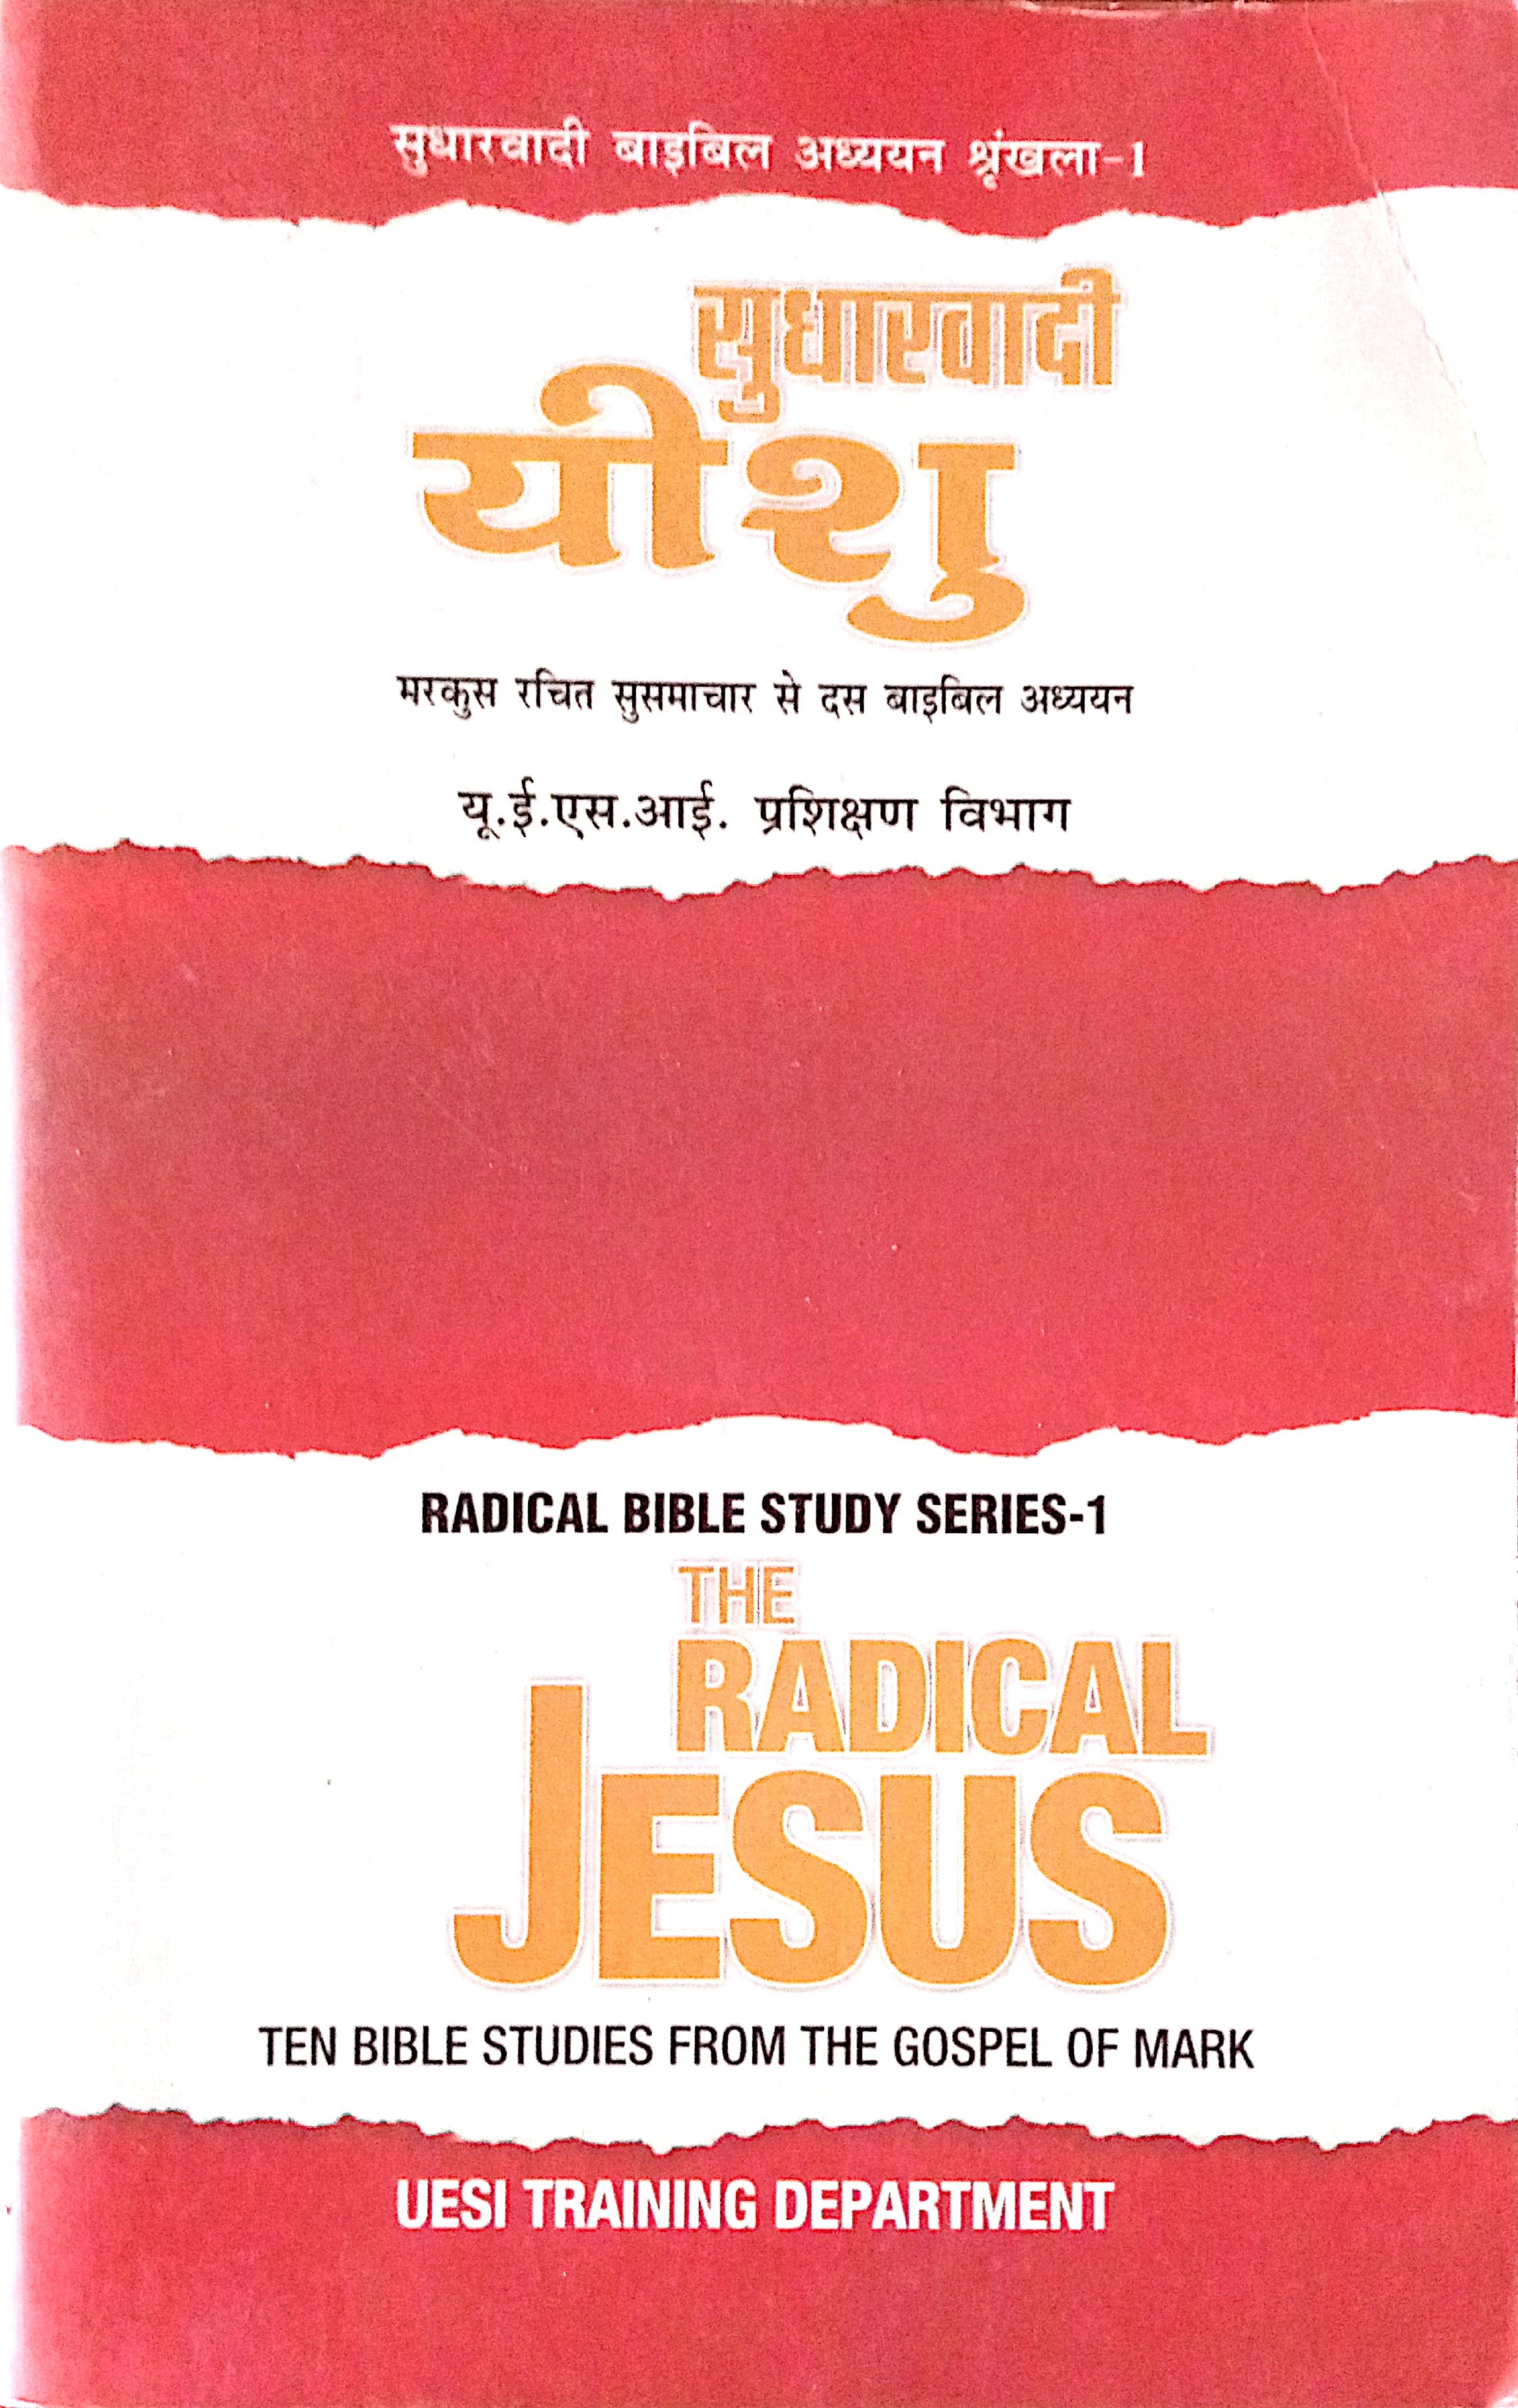 सुधारवादी बाइबिल अध्ययन श्रृंखला-1
सुधारवादी
यीशु
मरकुस रचित सुसमाचार से दस बाइबिल अध्ययन
यू.ई.एस.आई. प्रशिक्षण विभाग
RADICAL BIBLE STUDY SERIES-1
THE
RADICAL
JESUS
TEN BIBLE STUDIES FROM THE GOSPEL OF MARK
UESI TRAINING DEPARTMENT